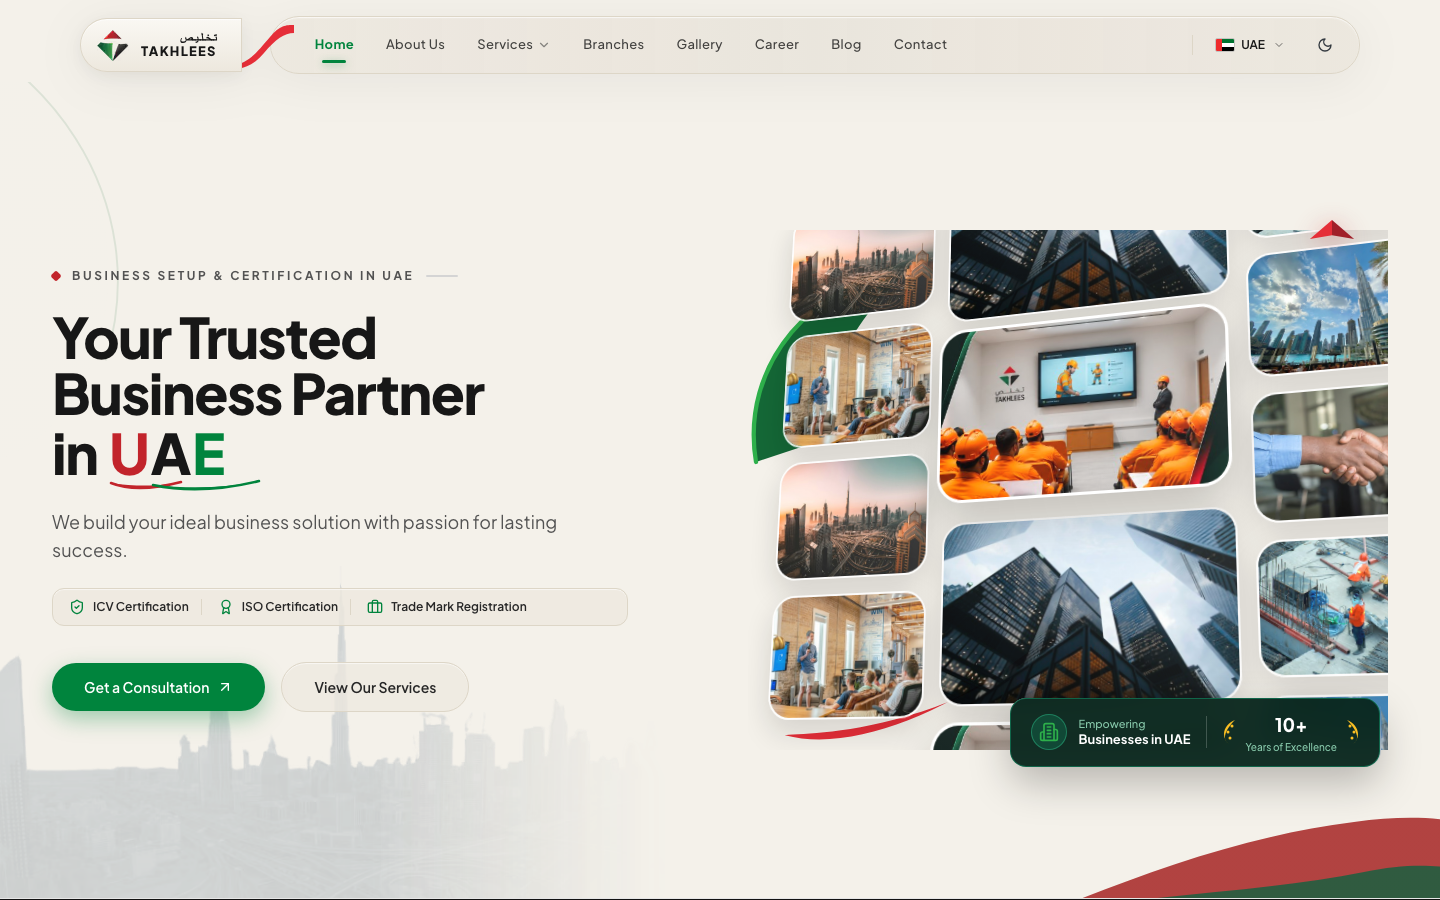 تخليص
TAKHLEES
Home
About Us
Services
Branches
Gallery
Career
Blog
Contact
UAE
BUSINESS SETUP & CERTIFICATION IN UAE
Your Trusted
Business Partner
in UAE
We build your ideal business solution with passion for lasting
success.
ICV Certification
ISO Certification
Trade Mark Registration
Get a Consultation
View Our Services
TAKHLEES
Empowering
Businesses in UAE
10+
Years of Excellence